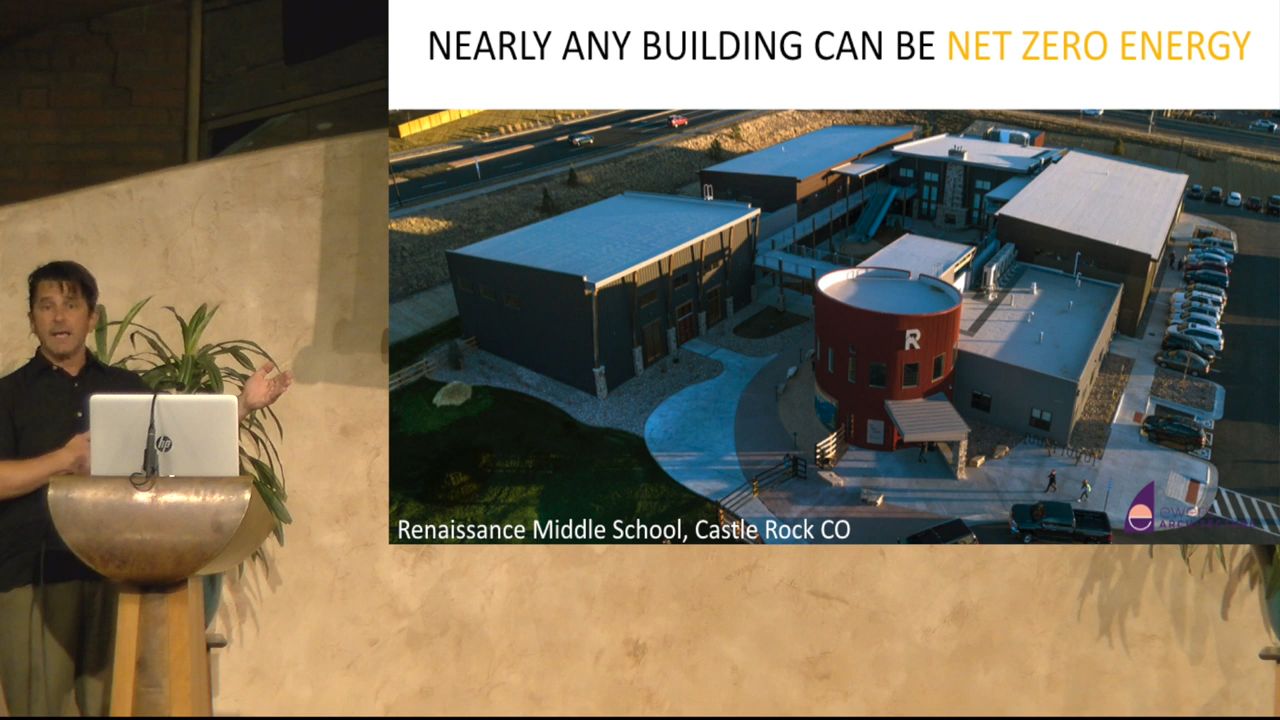 NEARLY ANY BUILDING CAN BE NET ZERO ENERGY
R
Renaissance Middle School, Castle Rock CO
hp